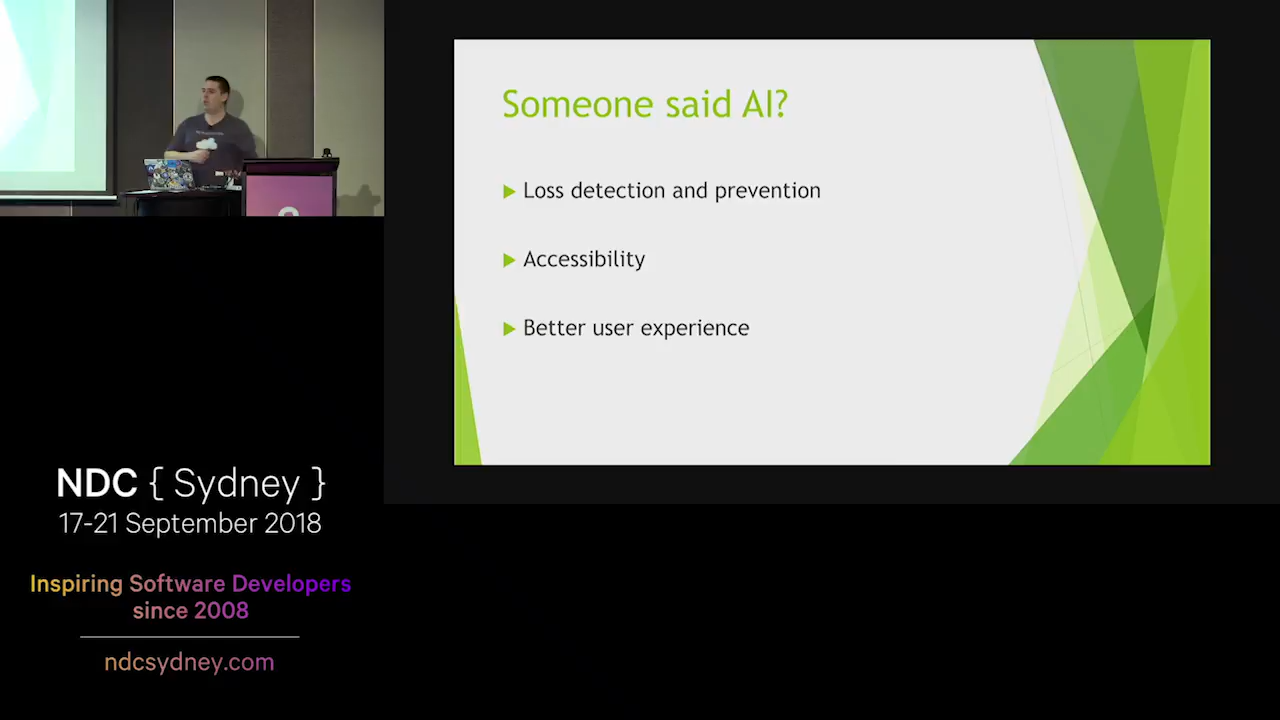 Someone said AI?
Loss detection and prevention
Accessibility
Better user experience
NDC { Sydney }
17-21 September 2018
Inspiring Software Developers
since 2008
ndcsydney.com